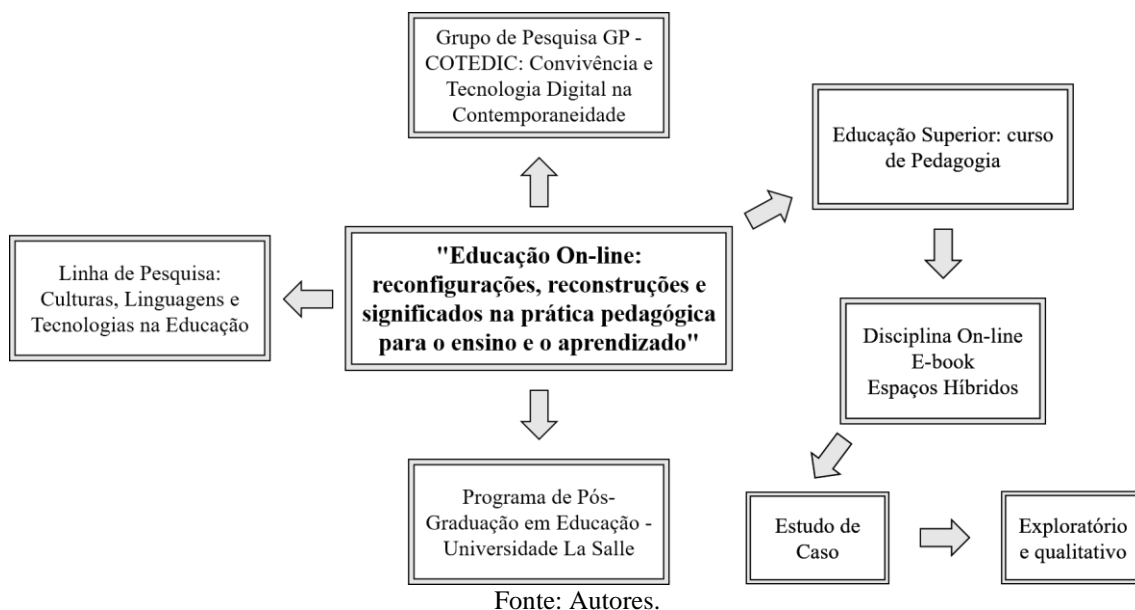 Grupo de Pesquisa GP -
COTEDIC: Convivência e
Tecnologia Digital na
Contemporaneidade
Educação Superior: curso
de Pedagogia
Linha de Pesquisa:
Culturas, Linguagens e
Tecnologias na Educação
"Educação On-line:
reconfigurações, reconstruções e
significados na prática pedagógica
para o ensino e o aprendizado"
Disciplina On-line
E-book
Espaços Híbridos
Programa de Pós-
Graduação em Educação -
Universidade La Salle
Estudo de
Caso
Exploratório
e qualitativo
Fonte: Autores.